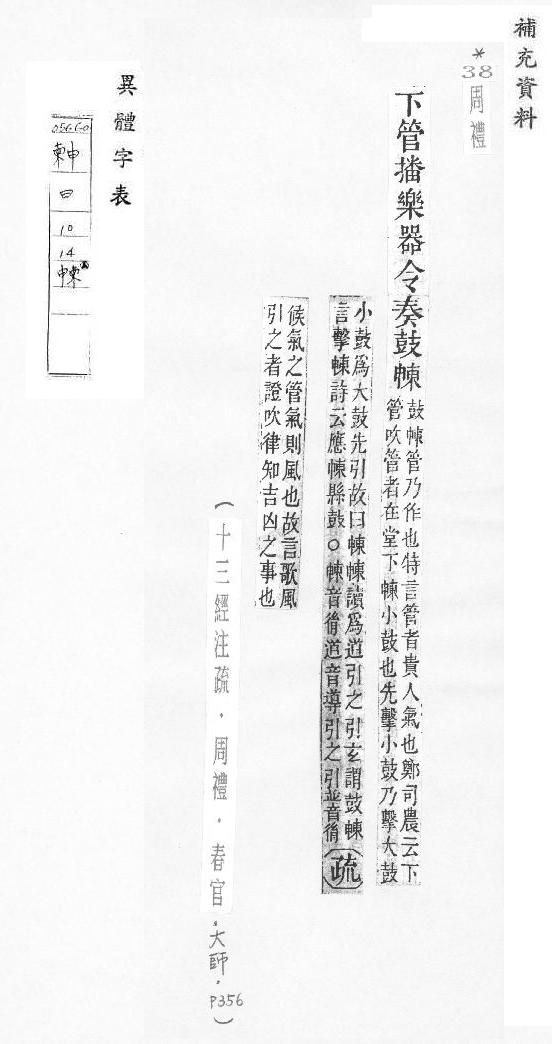 補充資料
*38
周禮
下管播樂器令奏鼓朄
鼓朄管乃作也特言管者貴人氣也鄭司農云下
管吹管者在堂下朄小鼓也先擊小鼓乃擊大鼓
小鼓爲大鼓先引故曰朄朄讀爲道引之引玄謂鼓朄
言擊朄詩云應朄縣鼓○朄音胤道音導引之引並音胤
疏
候氣之管氣則風也故言歌風
引之者證吹律知吉凶之事也
(十三經注疏.周禮.春官.大師.P356)
異體字表
05660
朄
曰
10
14